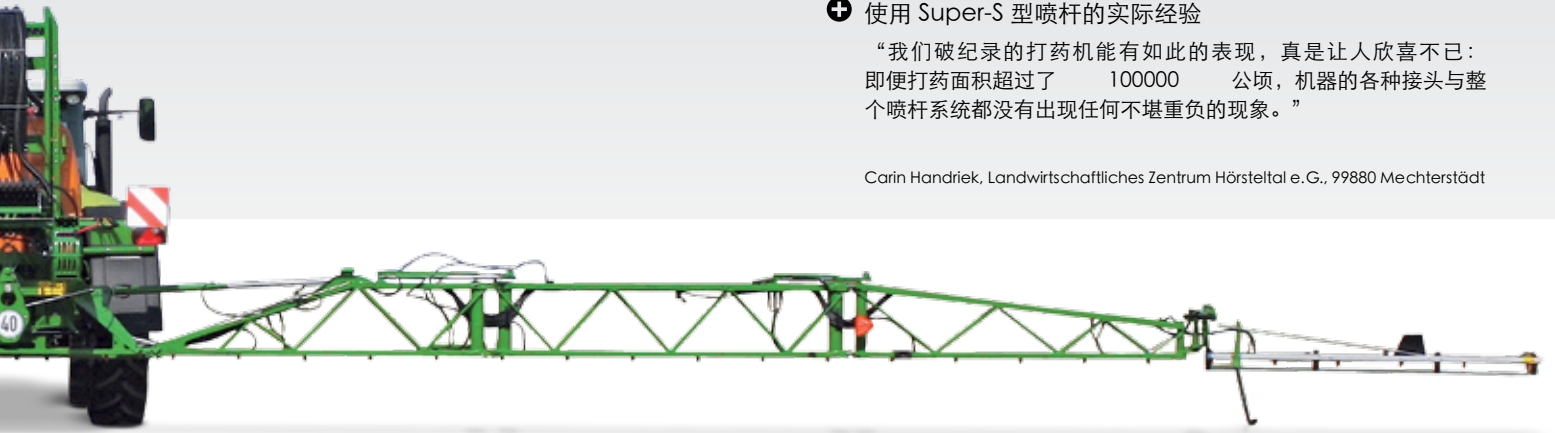 使用 Super-S 型喷杆的实际经验
“我们破纪录的打药机能有如此的表现，真是让人欣喜不已：
即便打药面积超过了 100000 公顷，机器的各种接头与整
个喷杆系统都没有出现任何不堪重负的现象。”
Carin Handriek, Landwirtschaftliches Zentrum Hörsteltal e.G., 99880 Mechterstädt
40